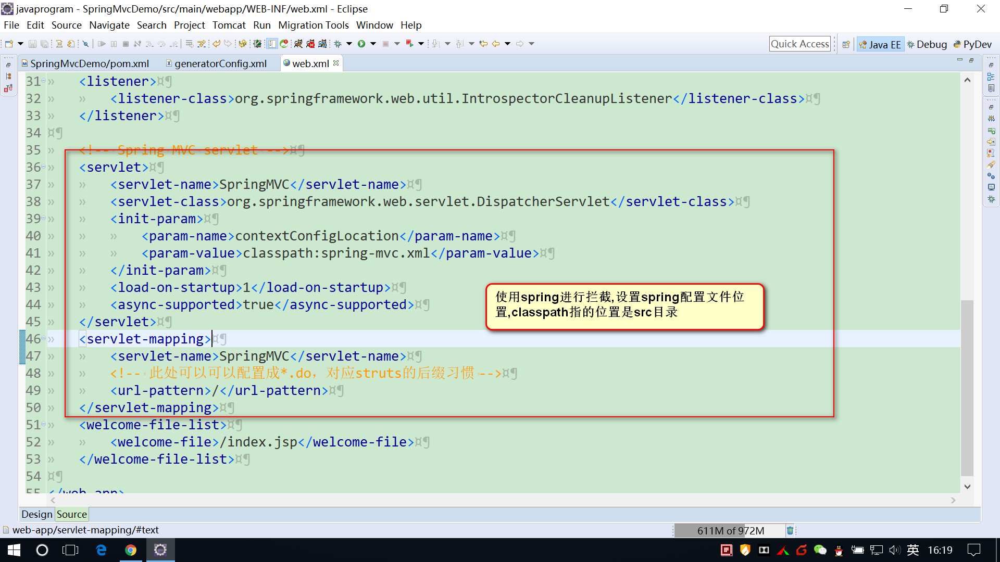 javaprogram - SpringMvcDemo/src/main/webapp/WEB-INF/web.xml - Eclipse
File Edit Source Navigate Search Project Tomcat Run Migration Tools Window Help
Quick Access Java EE Debug PyDev
SpringMvcDemo/pom.xml generatorConfig.xml web.xml
31 <listener>
32 <listener-class>org.springframework.web.util.IntrospectorCleanupListener</listener-class>
33 </listener>
34
35 <!-- Spring MVC servlet -->
36 <servlet>
37 <servlet-name>SpringMVC</servlet-name>
38 <servlet-class>org.springframework.web.servlet.DispatcherServlet</servlet-class>
39 <init-param>
40 <param-name>contextConfigLocation</param-name>
41 <param-value>classpath:spring-mvc.xml</param-value>
42 </init-param>
43 <load-on-startup>1</load-on-startup>
44 <async-supported>true</async-supported>
使用spring进行拦截,设置spring配置文件位
置,classpath指的位置是src目录
45 </servlet>
46 <servlet-mapping>
47 <servlet-name>SpringMVC</servlet-name>
48 <!-- 此处可以可以配置成*.do，对应struts的后缀习惯 -->
49 <url-pattern>/</url-pattern>
50 </servlet-mapping>
51 <welcome-file-list>
52 <welcome-file>/index.jsp</welcome-file>
53 </welcome-file-list>
54
55 </web-app>
Design Source
web-app/servlet-mapping/#text
611M of 972M
英 16:19